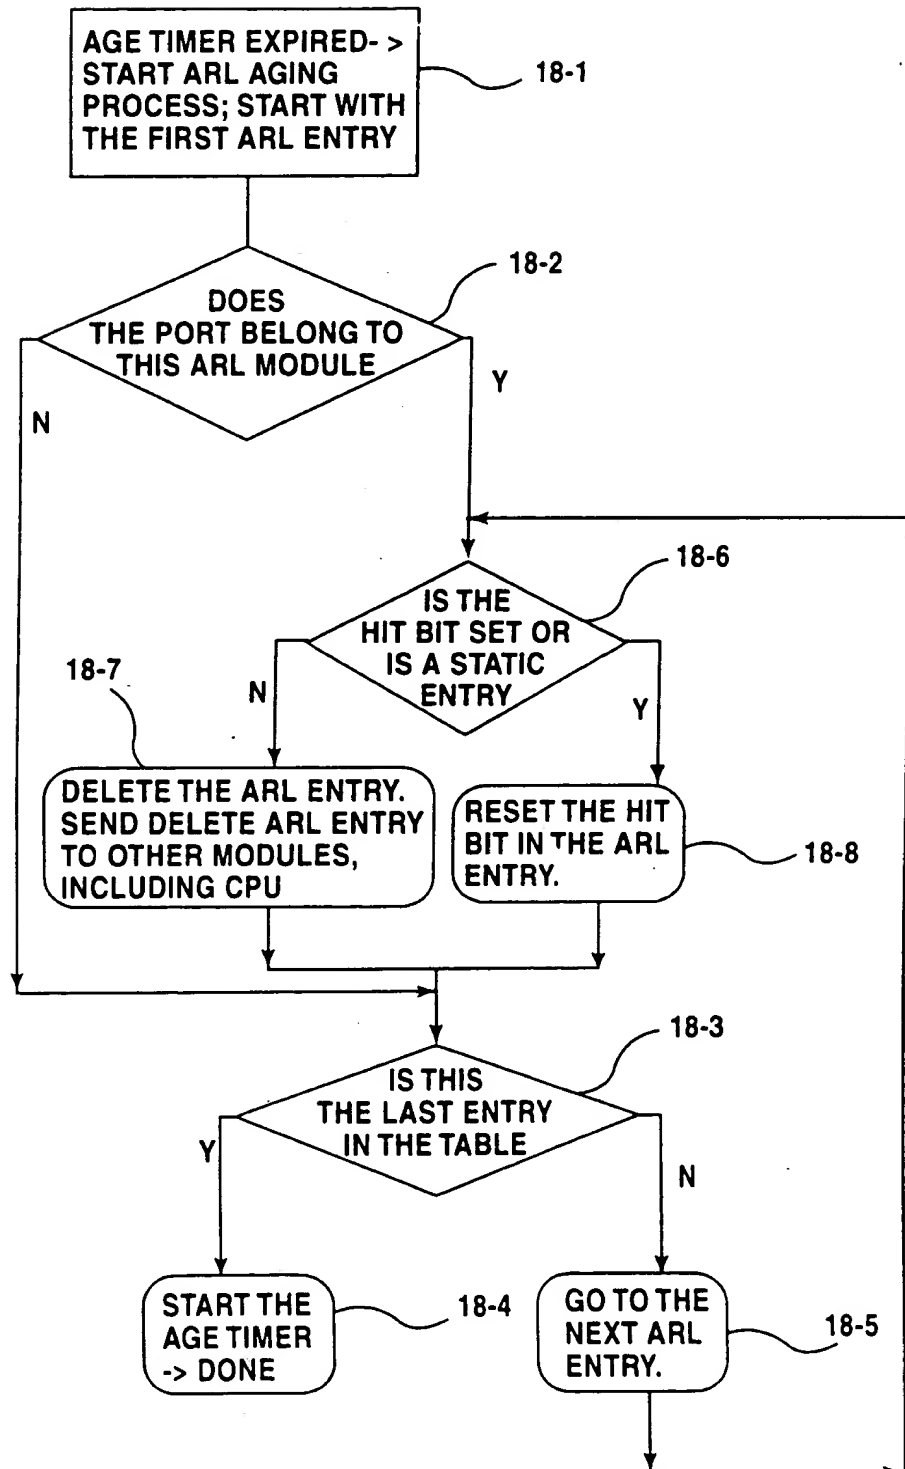 AGE TIMER EXPIRED- >
START ARL AGING
PROCESS; START WITH
THE FIRST ARL ENTRY
18-1
18-2
DOES
THE PORT BELONG TO
THIS ARL MODULE
Y
N
18-6
IS THE
HIT BIT SET OR
IS A STATIC
ENTRY
18-7
N
Y
DELETE THE ARL ENTRY.
SEND DELETE ARL ENTRY
TO OTHER MODULES,
INCLUDING CPU
RESET THE HIT
BIT IN THE ARL
ENTRY.
18-8
18-3
IS THIS
THE LAST ENTRY
IN THE TABLE
Y
N
START THE
AGE TIMER
-> DONE
18-4
GO TO THE
NEXT ARL
ENTRY.
18-5